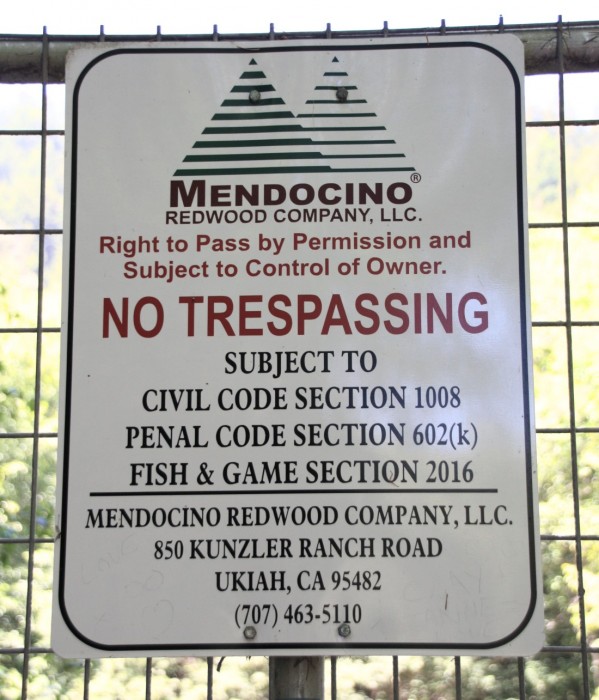 MENDOCINO®
REDWOOD COMPANY, LLC.
Right to Pass by Permission and
Subject to Control of Owner.
NO TRESPASSING
SUBJECT TO
CIVIL CODE SECTION 1008
PENAL CODE SECTION 602(k)
FISH & GAME SECTION 2016
MENDOCINO REDWOOD COMPANY, LLC.
850 KUNZLER RANCH ROAD
UKIAH, CA 95482
(707) 463-5110